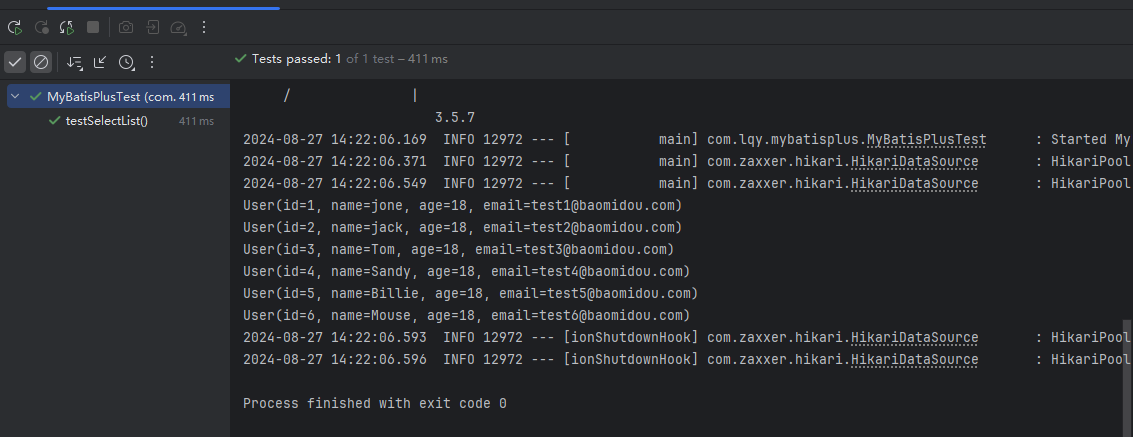 Tests passed: 1 of 1 test – 411 ms
MyBatisPlusTest (com. 411 ms
testSelectList() 411 ms
/ |
3.5.7
2024-08-27 14:22:06.169 INFO 12972 --- [ main] com.lqy.mybatisplus.MyBatisPlusTest : Started My
2024-08-27 14:22:06.371 INFO 12972 --- [ main] com.zaxxer.hikari.HikariDataSource : HikariPool
2024-08-27 14:22:06.549 INFO 12972 --- [ main] com.zaxxer.hikari.HikariDataSource : HikariPool
User(id=1, name=jone, age=18, email=test1@baomidou.com)
User(id=2, name=jack, age=18, email=test2@baomidou.com)
User(id=3, name=Tom, age=18, email=test3@baomidou.com)
User(id=4, name=Sandy, age=18, email=test4@baomidou.com)
User(id=5, name=Billie, age=18, email=test5@baomidou.com)
User(id=6, name=Mouse, age=18, email=test6@baomidou.com)
2024-08-27 14:22:06.593 INFO 12972 --- [ionShutdownHook] com.zaxxer.hikari.HikariDataSource : HikariPool
2024-08-27 14:22:06.596 INFO 12972 --- [ionShutdownHook] com.zaxxer.hikari.HikariDataSource : HikariPool
Process finished with exit code 0